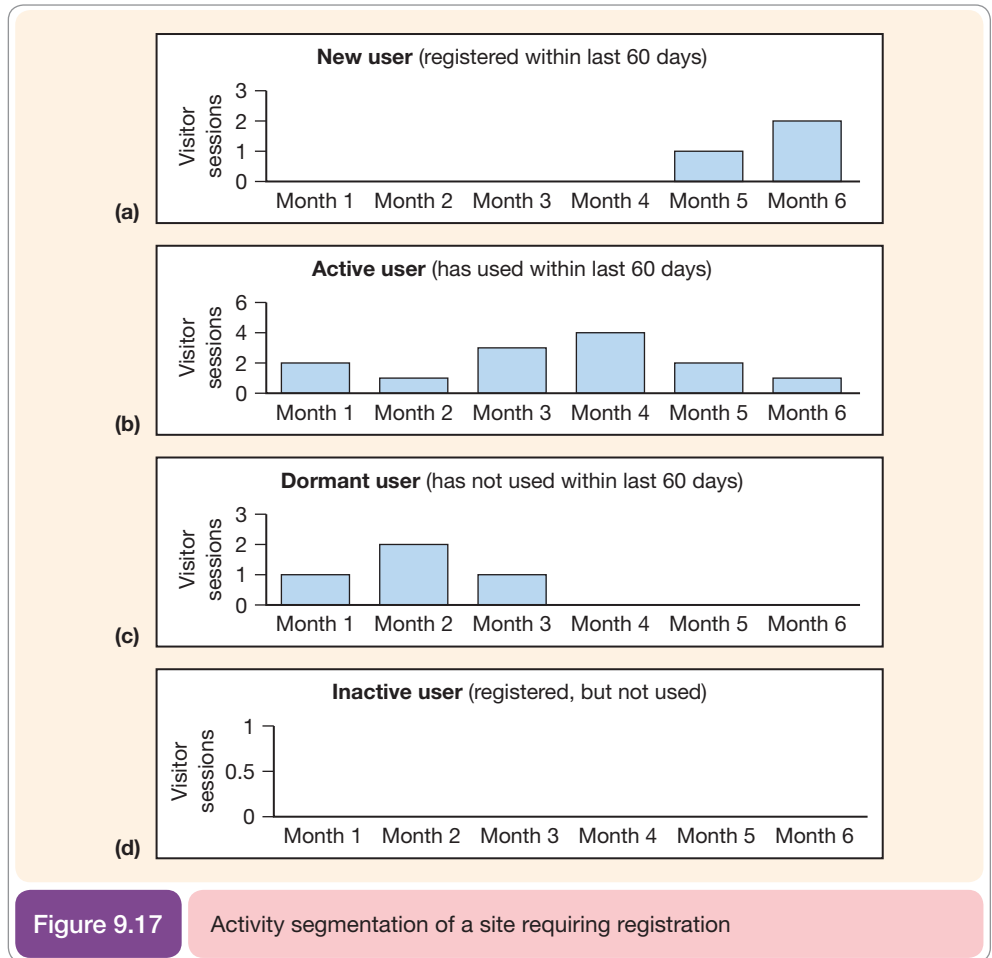 New user (registered within last 60 days)
Visitor
sessions
3
2
1
0
Month 1 Month 2 Month 3 Month 4 Month 5 Month 6
(a)
Active user (has used within last 60 days)
Visitor
sessions
6
4
2
0
Month 1 Month 2 Month 3 Month 4 Month 5 Month 6
(b)
Dormant user (has not used within last 60 days)
Visitor
sessions
3
2
1
0
Month 1 Month 2 Month 3 Month 4 Month 5 Month 6
(c)
Inactive user (registered, but not used)
Visitor
sessions
1
0.5
0
Month 1 Month 2 Month 3 Month 4 Month 5 Month 6
(d)
Figure 9.17 Activity segmentation of a site requiring registration